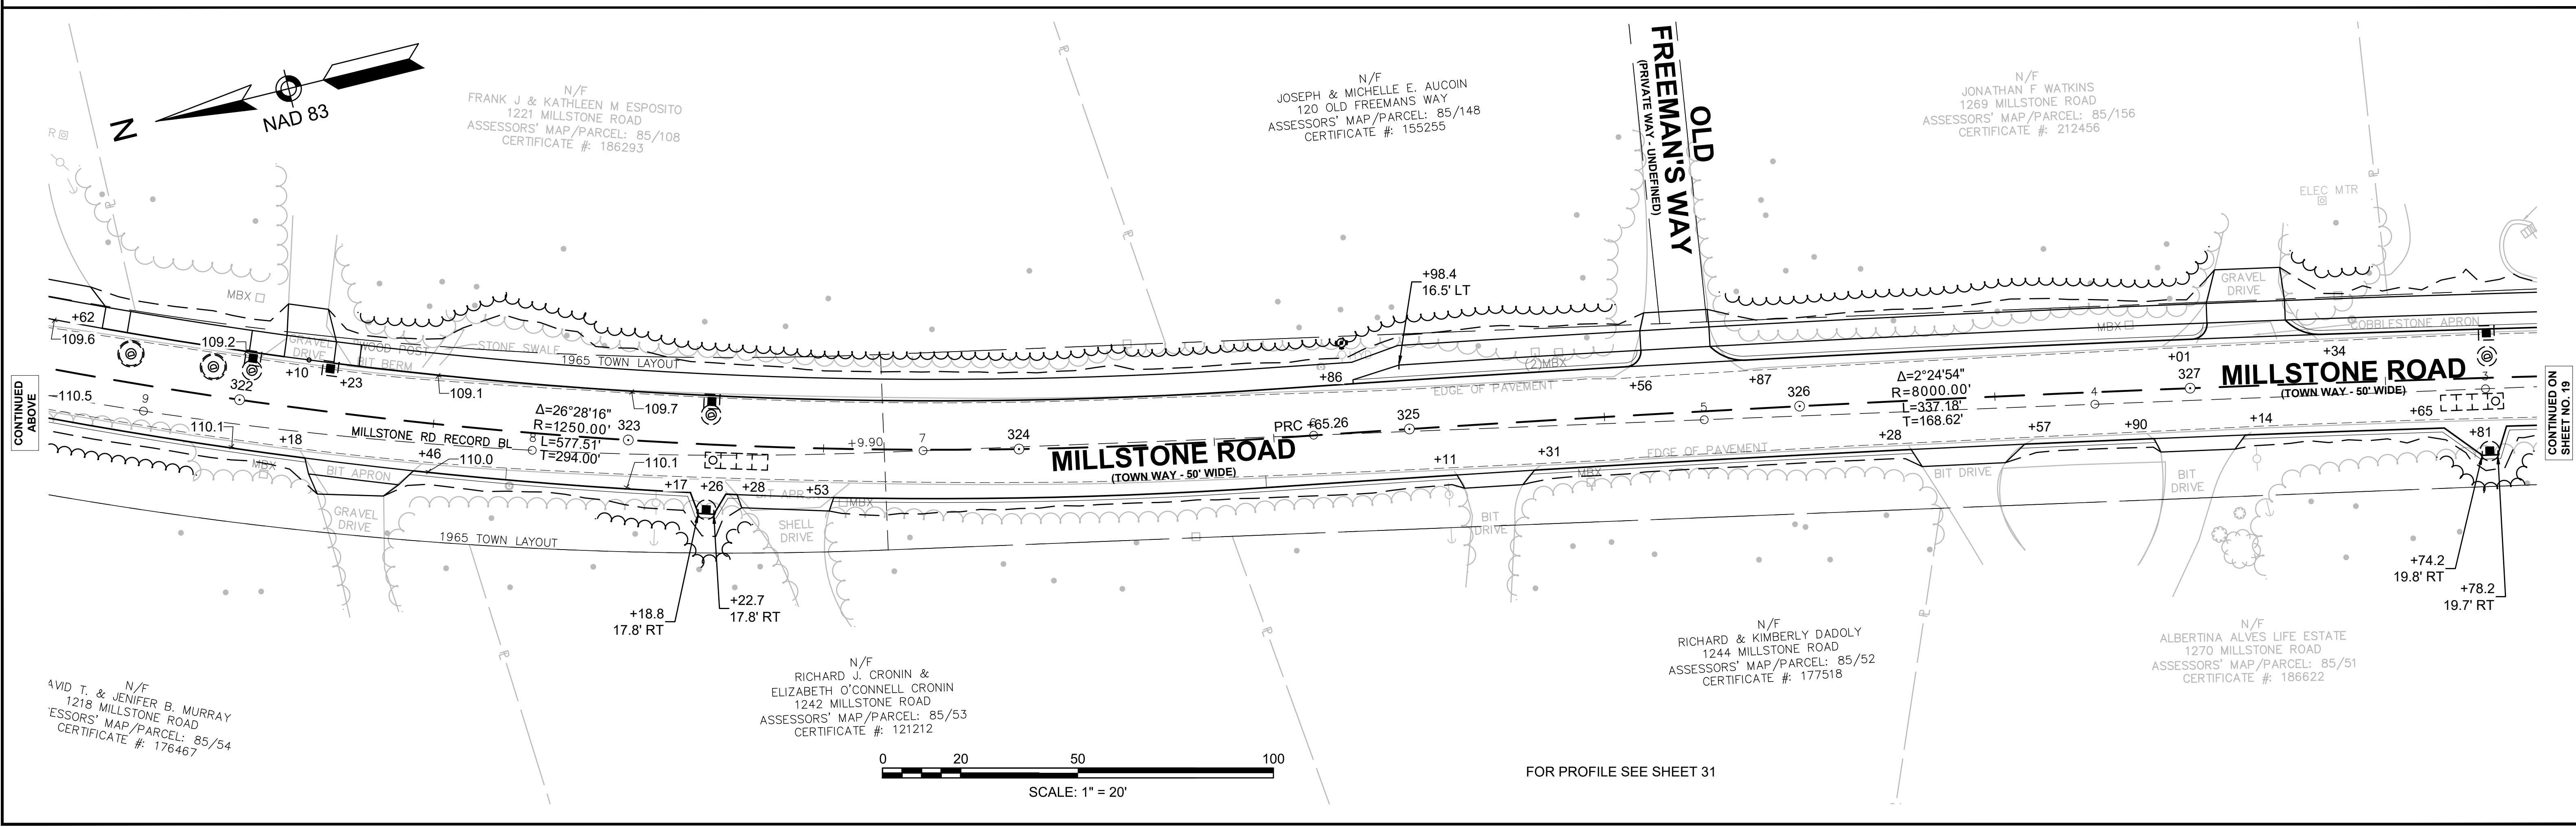 N
NAD 83
N/F
FRANK J & KATHLEEN M ESPOSITO
1221 MILLSTONE ROAD
ASSESSORS' MAP/PARCEL: 85/108
CERTIFICATE #: 186293
N/F
JOSEPH & MICHELLE E. AUCOIN
120 OLD FREEMANS WAY
ASSESSORS' MAP/PARCEL: 85/148
CERTIFICATE #: 155255
OLD
FREEMAN'S WAY
(PRIVATE WAY - UNDEFINED)
N/F
JONATHAN F WATKINS
1269 MILLSTONE ROAD
ASSESSORS' MAP/PARCEL: 85/156
CERTIFICATE #: 212456
ELEC MTR
MBX
+62
109.6
109.2
GRAVEL
DRIVE
WOOD POST
BIT BERM
STONE SWALE
1965 TOWN LAYOUT
+98.4
16.5' LT
(2)MBX
EDGE OF PAVEMENT
MBX
GRAVEL
DRIVE
COBBLESTONE APRON
CONTINUED
ABOVE
110.5
9
322
+10
+23
109.1
109.7
+86
+56
+87
+01
+34
110.1
+18
MILLSTONE RD RECORD BL
8
Δ=26°28'16"
R=1250.00'
L=577.51'
T=294.00'
323
+9.90
7
324
PRC +65.26
6
325
5
326
Δ=2°24'54"
R=8000.00'
L=337.18'
T=168.62'
4
327
MILLSTONE ROAD
(TOWN WAY - 50' WIDE)
3
+65
CONTINUED ON
SHEET NO. 19
MILLSTONE ROAD
(TOWN WAY - 50' WIDE)
MBX
BIT APRON
+46
110.0
110.1
+17
+26
+28
+53
BIT APR
MBX
+11
+31
MBX
EDGE OF PAVEMENT
+28
+57
+90
+14
+81
GRAVEL
DRIVE
1965 TOWN LAYOUT
SHELL
DRIVE
BIT
DRIVE
BIT DRIVE
BIT
DRIVE
+18.8
17.8' RT
+22.7
17.8' RT
+74.2
19.8' RT
+78.2
19.7' RT
N/F
AVID T. & JENIFER B. MURRAY
1218 MILLSTONE ROAD
ESSORS' MAP/PARCEL: 85/54
CERTIFICATE #: 176467
N/F
RICHARD J. CRONIN &
ELIZABETH O'CONNELL CRONIN
1242 MILLSTONE ROAD
ASSESSORS' MAP/PARCEL: 85/53
CERTIFICATE #: 121212
N/F
RICHARD & KIMBERLY DADOLY
1244 MILLSTONE ROAD
ASSESSORS' MAP/PARCEL: 85/52
CERTIFICATE #: 177518
N/F
ALBERTINA ALVES LIFE ESTATE
1270 MILLSTONE ROAD
ASSESSORS' MAP/PARCEL: 85/51
CERTIFICATE #: 186622
0 20 50 100
SCALE: 1" = 20'
FOR PROFILE SEE SHEET 31